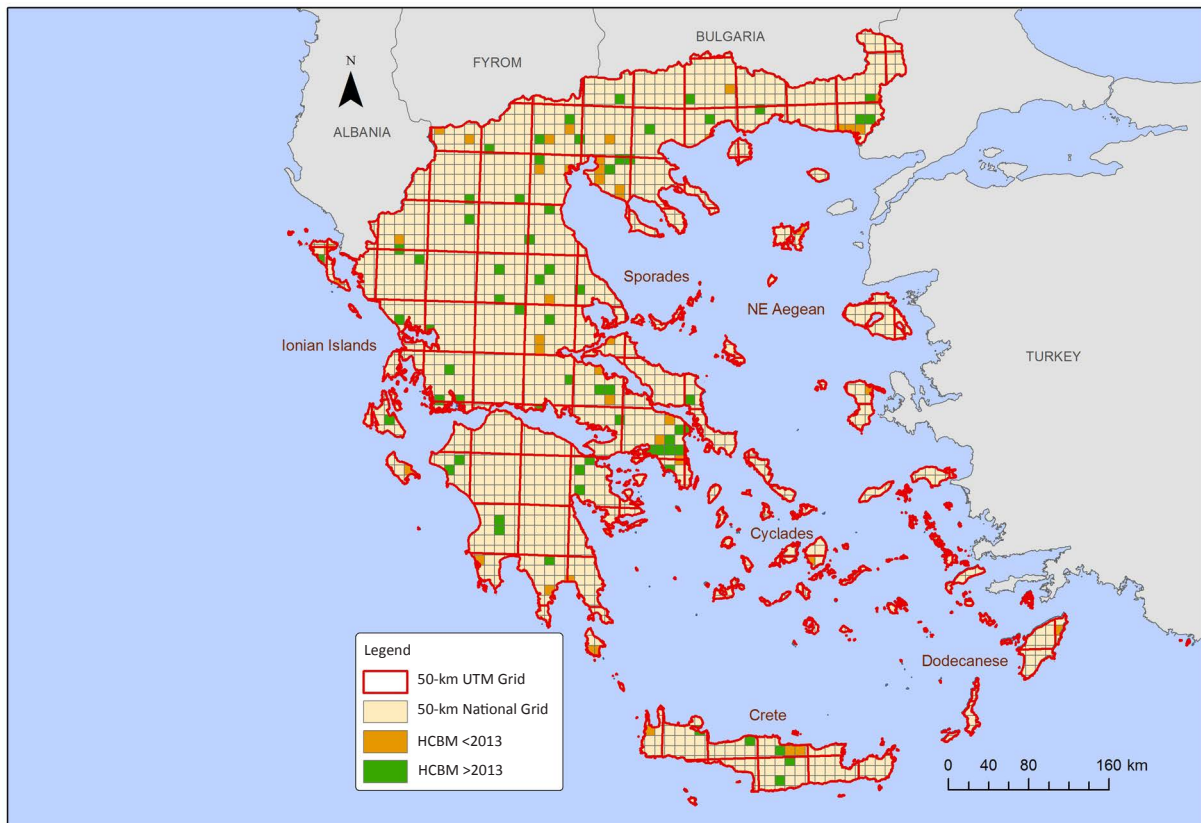 BULGARIA
FYROM
N
ALBANIA
Sporades
NE Aegean
Ionian Islands
TURKEY
Cyclades
Legend
50-km UTM Grid
50-km National Grid
HCBM <2013
HCBM >2013
Dodecanese
Crete
0 40 80 160 km